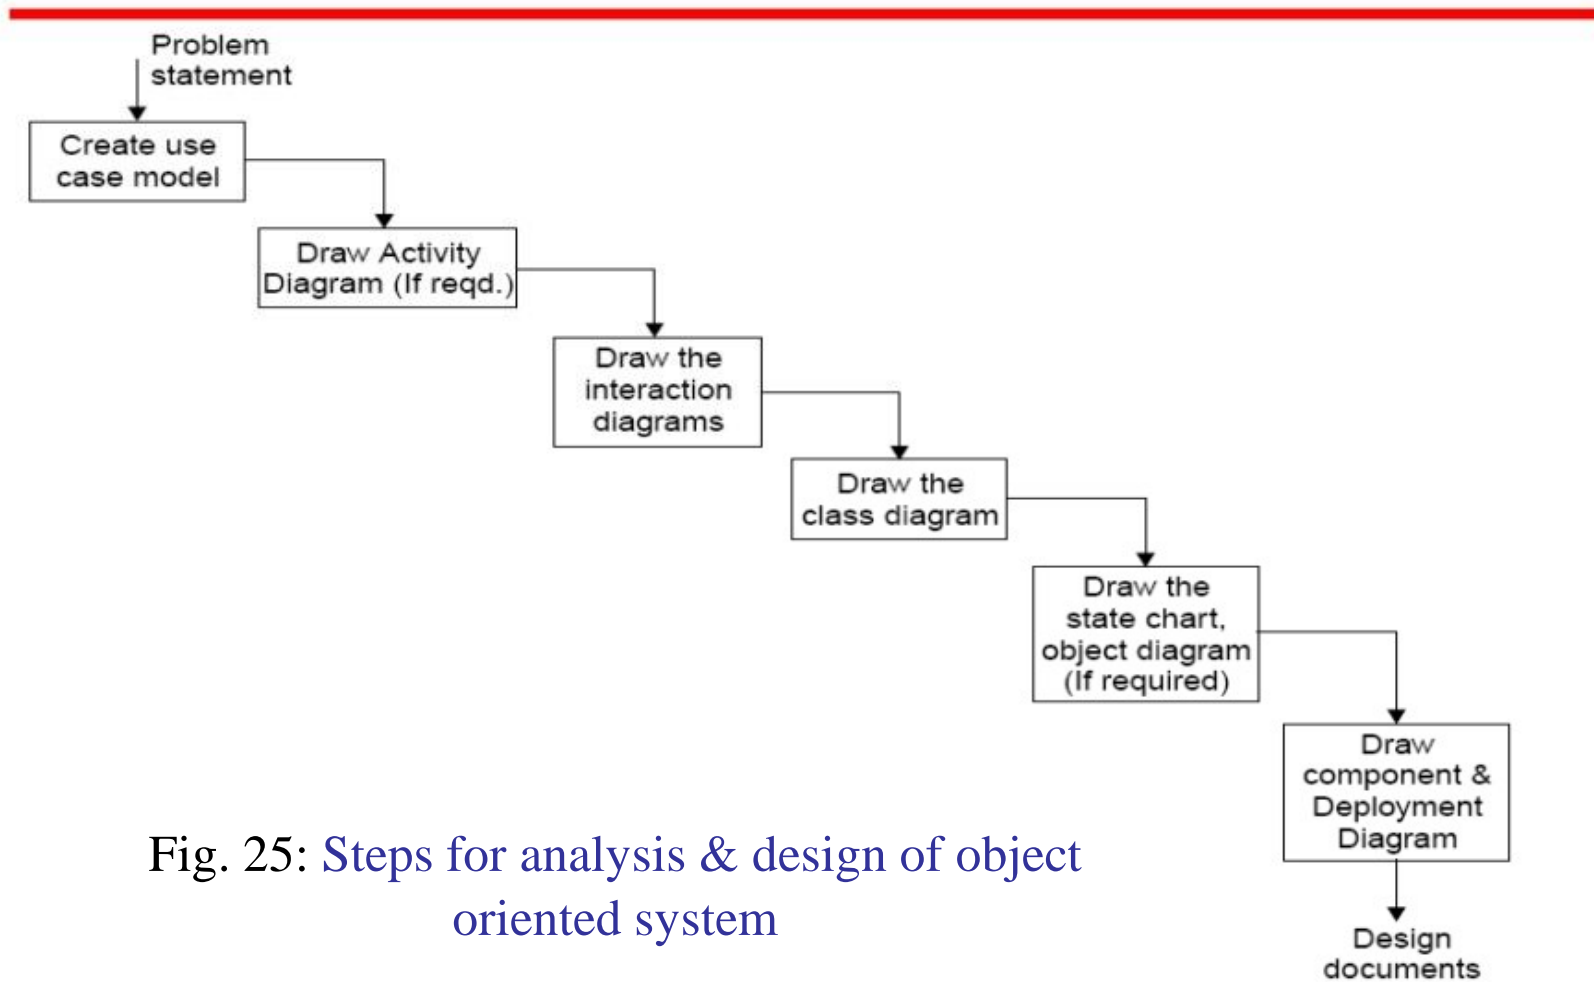 Problem
statement
Create use
case model
Draw Activity
Diagram (If reqd.)
Draw the
interaction
diagrams
Draw the
class diagram
Draw the
state chart,
object diagram
(If required)
Draw
component &
Deployment
Diagram
Design
documents
Fig. 25: Steps for analysis & design of object
oriented system